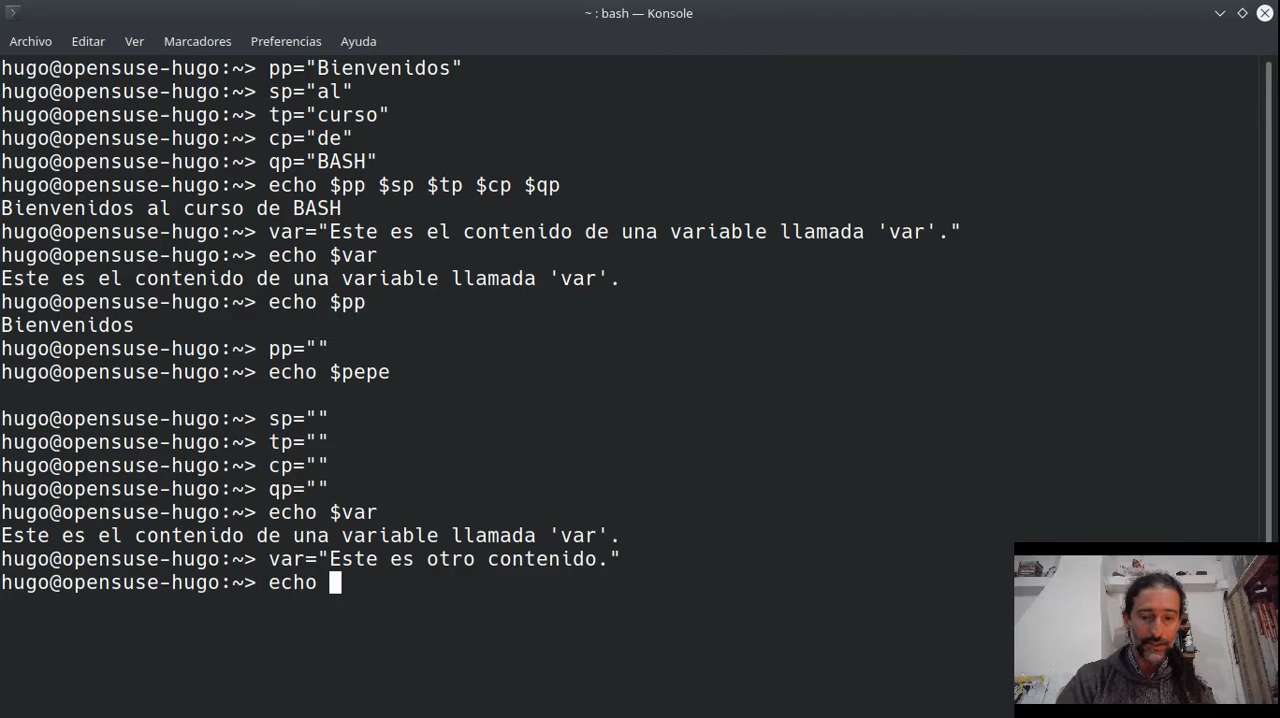 ~ : bash — Konsole
Archivo Editar Ver Marcadores Preferencias Ayuda
hugo@opensuse-hugo:~> pp="Bienvenidos"
hugo@opensuse-hugo:~> sp="al"
hugo@opensuse-hugo:~> tp="curso"
hugo@opensuse-hugo:~> cp="de"
hugo@opensuse-hugo:~> qp="BASH"
hugo@opensuse-hugo:~> echo $pp $sp $tp $cp $qp
Bienvenidos al curso de BASH
hugo@opensuse-hugo:~> var="Este es el contenido de una variable llamada 'var'."
hugo@opensuse-hugo:~> echo $var
Este es el contenido de una variable llamada 'var'.
hugo@opensuse-hugo:~> echo $pp
Bienvenidos
hugo@opensuse-hugo:~> pp=""
hugo@opensuse-hugo:~> echo $pepe
hugo@opensuse-hugo:~> sp=""
hugo@opensuse-hugo:~> tp=""
hugo@opensuse-hugo:~> cp=""
hugo@opensuse-hugo:~> qp=""
hugo@opensuse-hugo:~> echo $var
Este es el contenido de una variable llamada 'var'.
hugo@opensuse-hugo:~> var="Este es otro contenido."
hugo@opensuse-hugo:~> echo